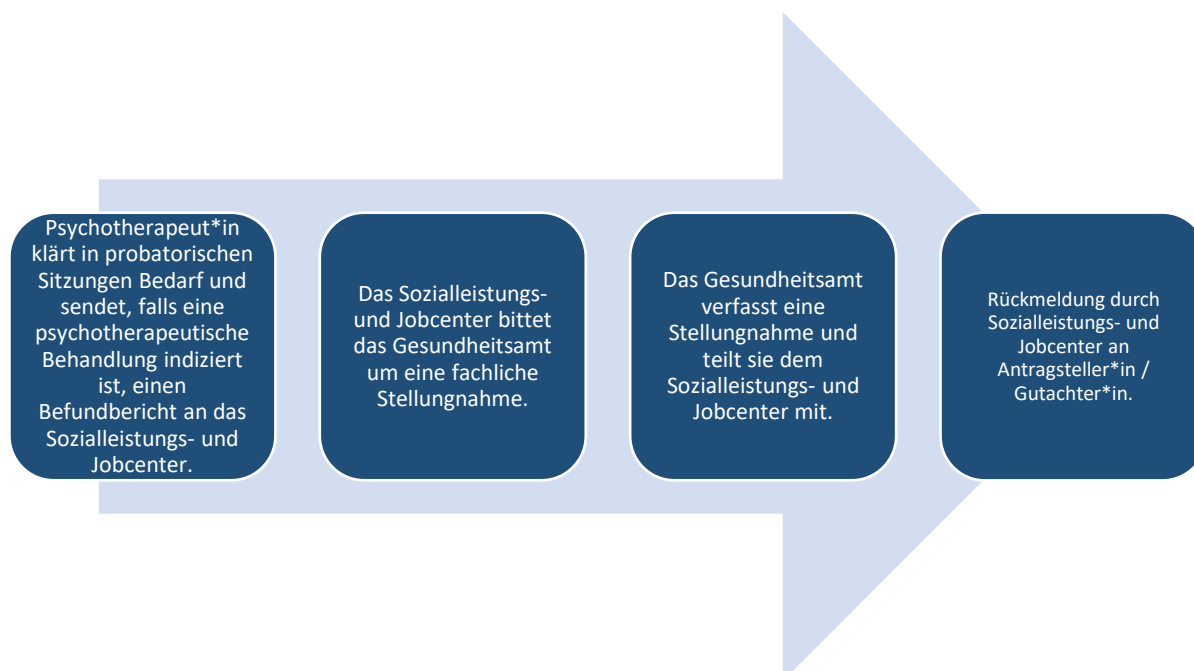 Psychotherapeut*in
klärt in probatorischen
Sitzungen Bedarf und
sendet, falls eine
psychotherapeutische
Behandlung indiziert
ist, einen
Befundbericht an das
Sozialleistungs- und
Jobcenter.
Das Sozialleistungs-
und Jobcenter bittet
das Gesundheitsamt
um eine fachliche
Stellungnahme.
Das Gesundheitsamt
verfasst eine
Stellungnahme und
teilt sie dem
Sozialleistungs- und
Jobcenter mit.
Rückmeldung durch
Sozialleistungs- und
Jobcenter an
Antragsteller*in /
Gutachter*in.